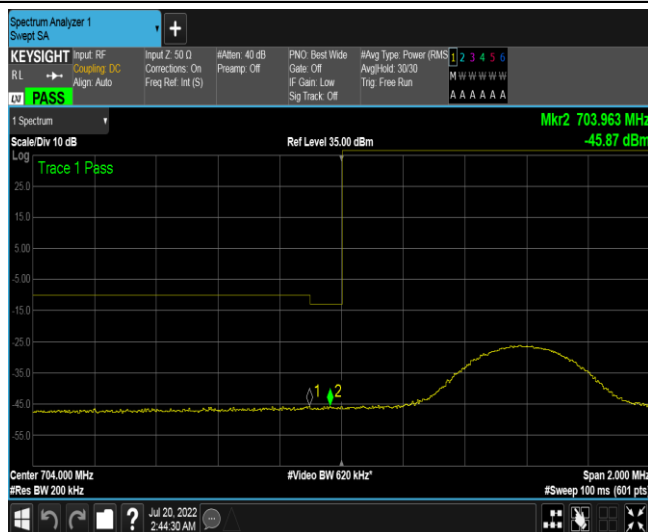 Spectrum Analyzer 1
Swept SA
+
KEYSIGHT
RL
LXI PASS
Input: RF
Coupling: DC
Align: Auto
Input Z: 50 Ω
Corrections: On
Freq Ref: Int (S)
#Atten: 40 dB
Preamp: Off
PNO: Best Wide
Gate: Off
IF Gain: Low
Sig Track: Off
#Avg Type: Power (RMS
Avg|Hold: 30/30
Trig: Free Run
1 2 3 4 5 6
M W W W W W
A A A A A A
1 Spectrum
Mkr2 703.963 MHz
Scale/Div 10 dB
Ref Level 35.00 dBm
-45.87 dBm
Log
Trace 1 Pass
25.0
15.0
5.00
-5.00
-15.0
-25.0
-35.0
-45.0
-55.0
1
2
Center 704.000 MHz
#Video BW 620 kHz*
Span 2.000 MHz
#Res BW 200 kHz
#Sweep 100 ms (601 pts)
?
Jul 20, 2022
2:44:30 AM